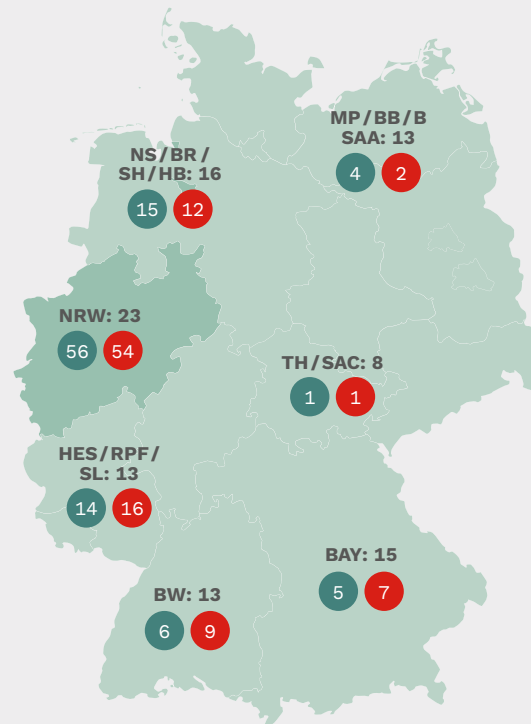 MP/BB/B
SAA: 13
4 2
NS/BR/
SH/HB: 16
15 12
NRW: 23
56 54
TH/SAC: 8
1 1
HES/RPF/
SL: 13
14 16
BAY: 15
5 7
BW: 13
6 9